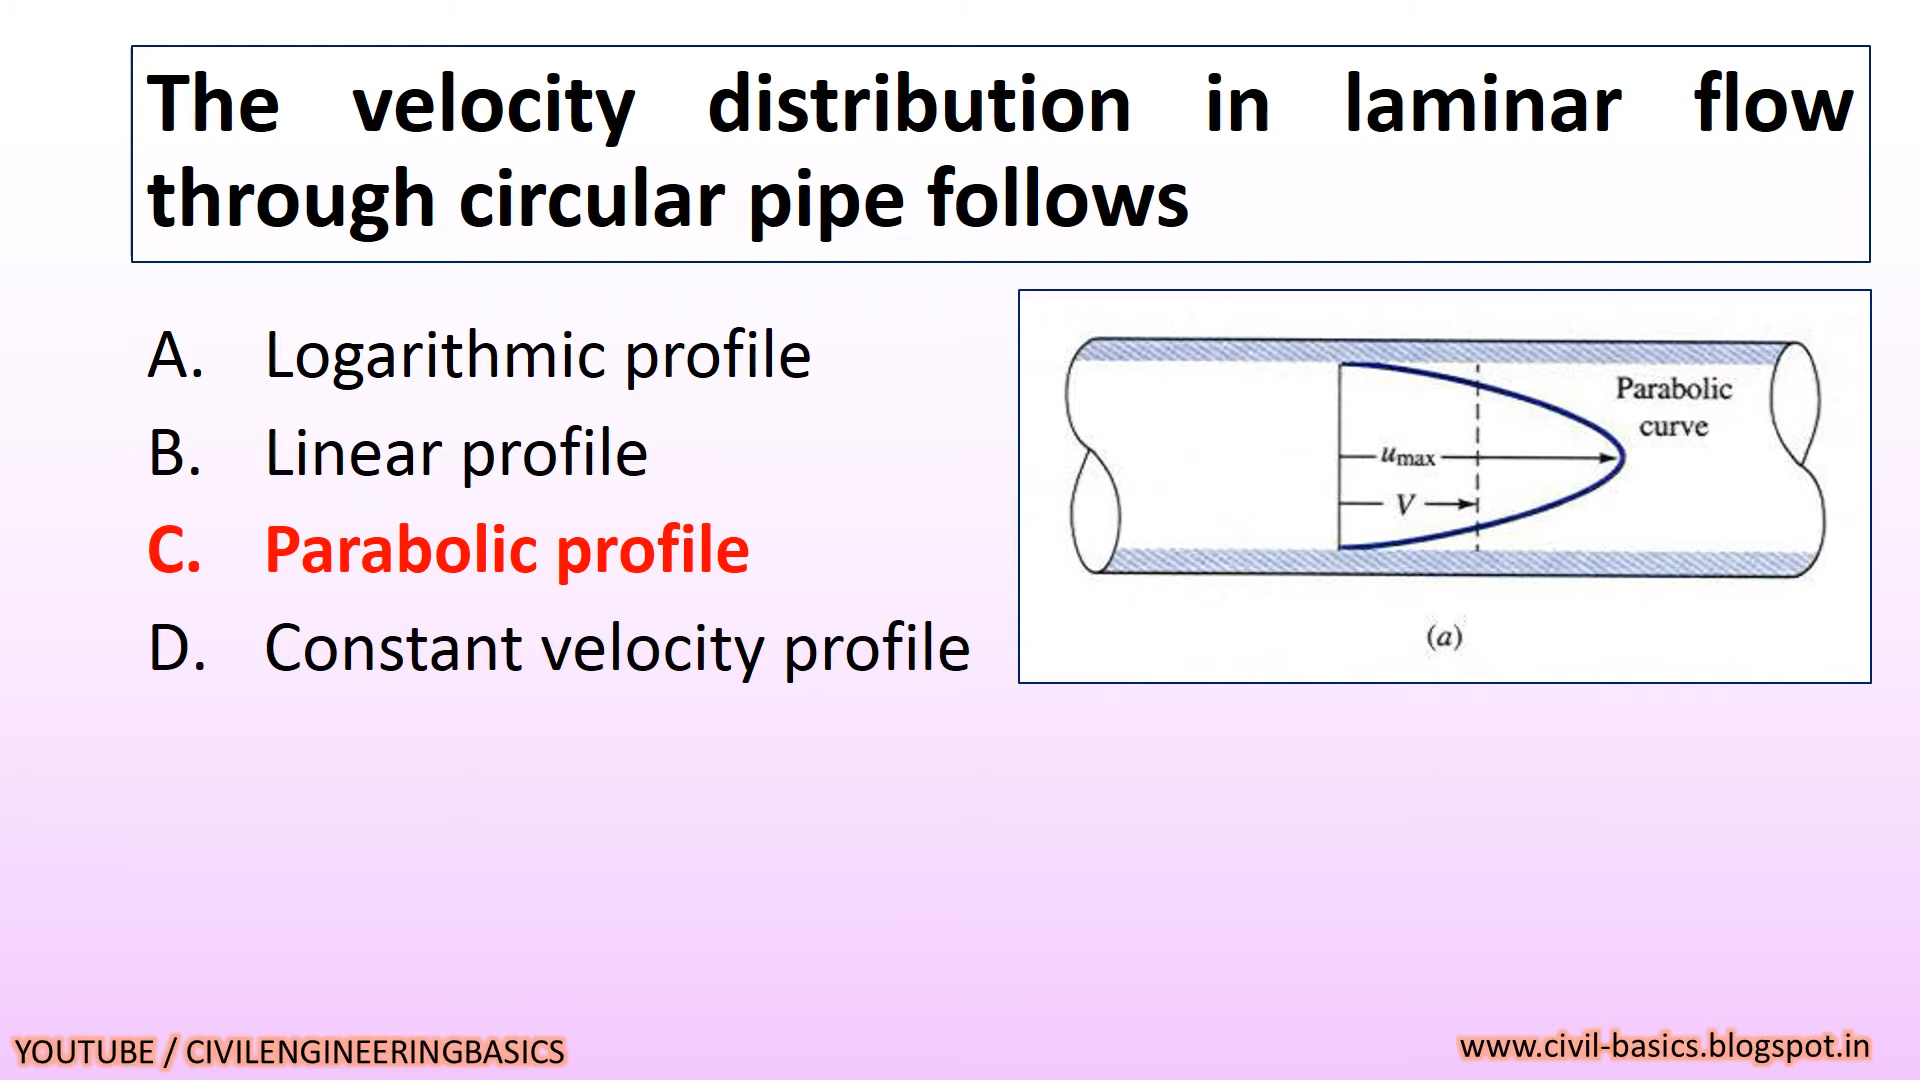 The velocity distribution in laminar flow
through circular pipe follows
A. Logarithmic profile
B. Linear profile
C. Parabolic profile
D. Constant velocity profile
Parabolic
curve
umax
V
(a)
YOUTUBE / CIVILENGINEERINGBASICS
www.civil-basics.blogspot.in